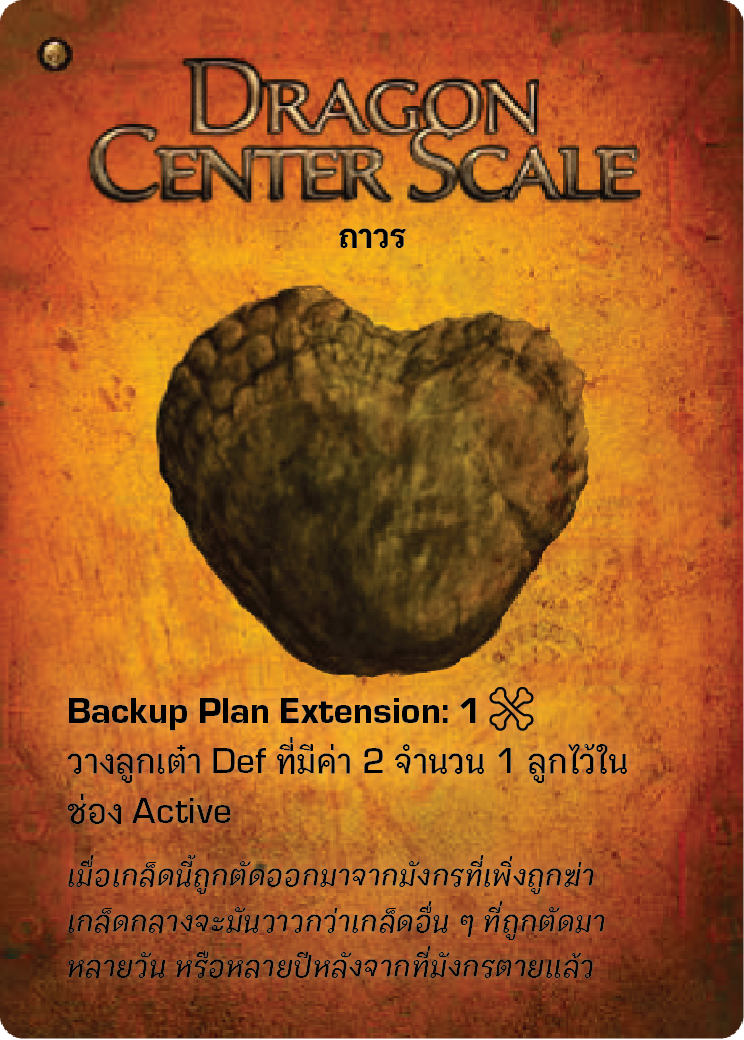 DRAGON
CENTER SCALE
ถาวร
Backup Plan Extension: 1
วางลูกเต๋า Def ที่มีค่า 2 จำนวน 1 ลูกไว้ใน
ช่อง Active
เมื่อเกล็ดนี้ถูกตัดออกมาจากมังกรที่เพิ่งถูกฆ่า
เกล็ดกลางจะมันวาวกว่าเกล็ดอื่น ๆ ที่ถูกตัดมา
หลายวัน หรือหลายปีหลังจากที่มังกรตายแล้ว